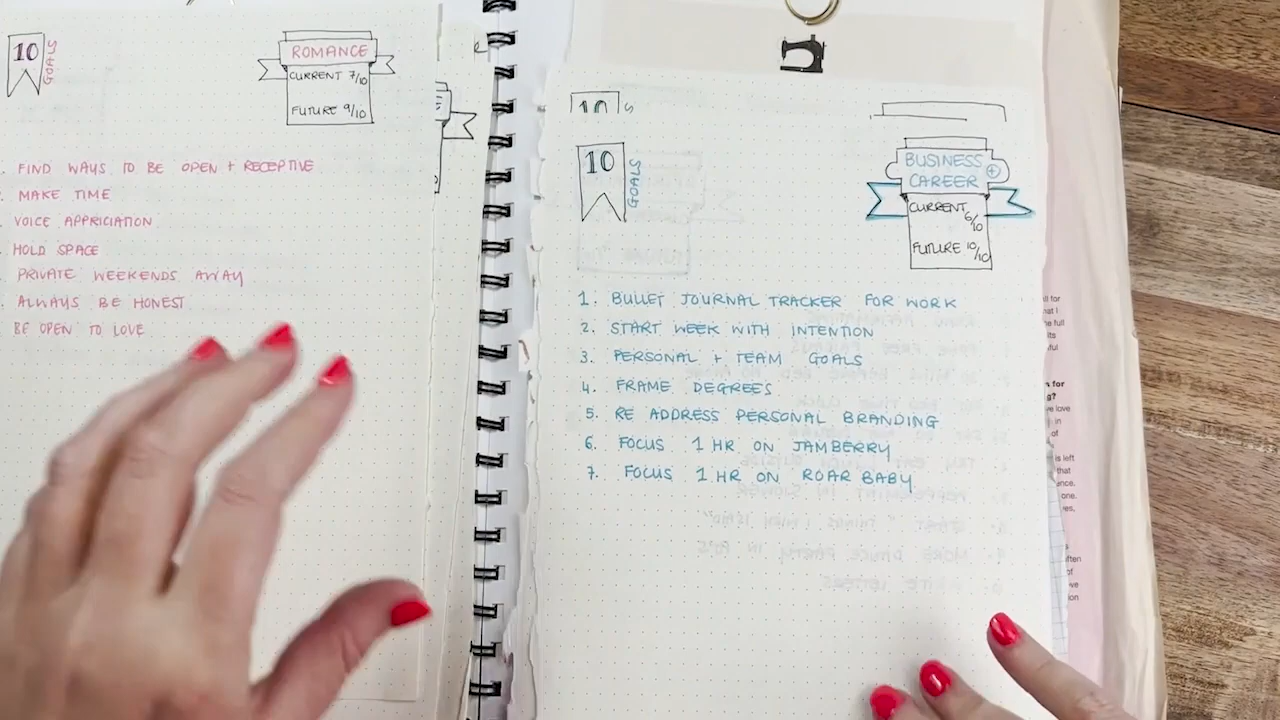 10
GOALS
ROMANCE
CURRENT 7/10
FUTURE 9/10
FIND WAYS TO BE OPEN + RECEPTIVE
MAKE TIME
VOICE APPRICIATION
HOLD SPACE
PRIVATE WEEKENDS AWAY
ALWAYS BE HONEST
BE OPEN TO LOVE
10
10
GOALS
BUSINESS
CAREER
CURRENT 6/10
FUTURE 10/10
1. BULLET JOURNAL TRACKER FOR WORK
2. START WEEK WITH INTENTION
3. PERSONAL + TEAM GOALS
4. FRAME DEGREES
5. RE ADDRESS PERSONAL BRANDING
6. FOCUS 1 HR ON JAMBERRY
7. FOCUS 1 HR ON ROAR BABY